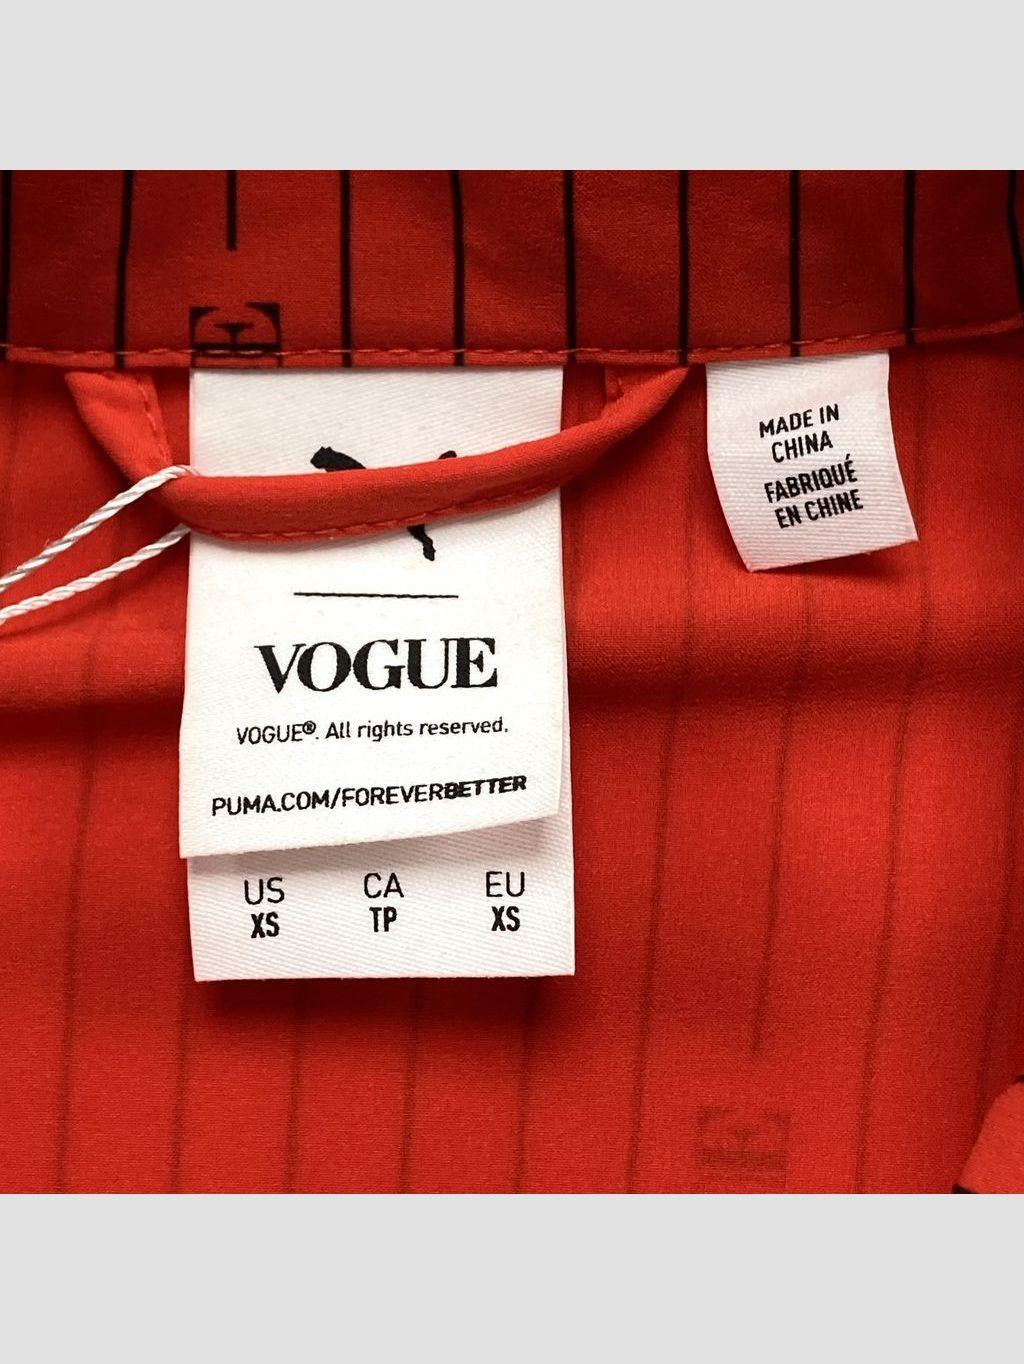 VOGUE
VOGUE®. All rights reserved.
PUMA.COM/FOREVERBETTER
US CA EU
XS TP XS
MADE IN
CHINA
FABRIQUÉ
EN CHINE